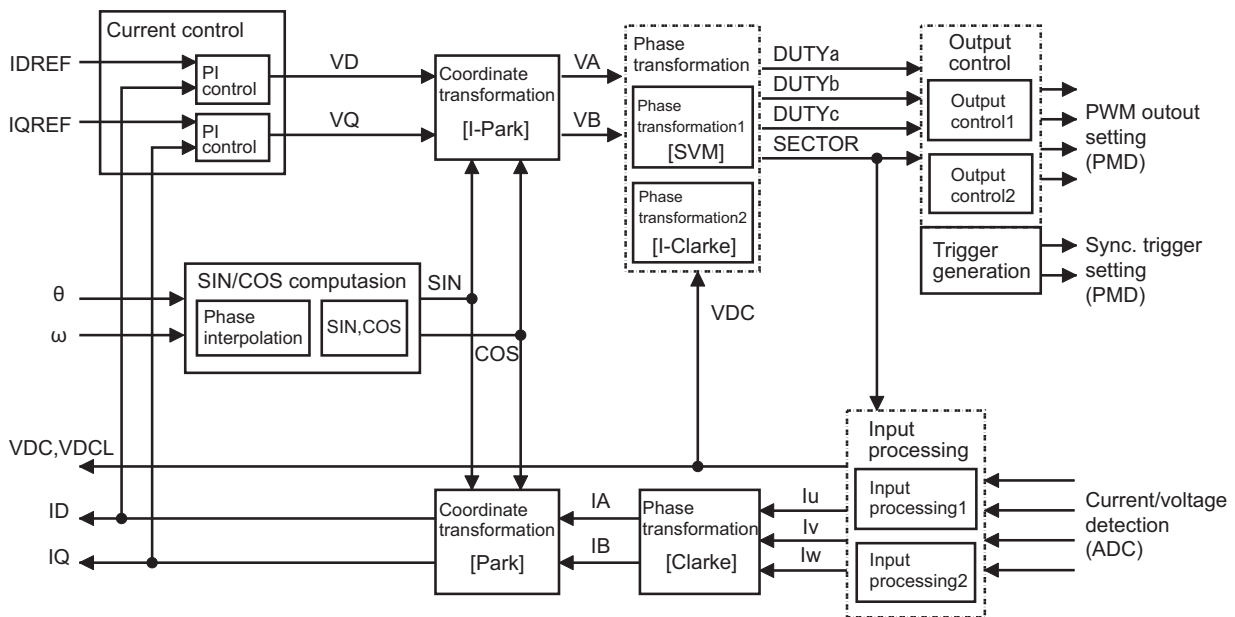 Current control
IDREF
PI
control
VD
IQREF
PI
control
VQ
Coordinate
transformation
[I-Park]
VA
VB
Phase
transformation
Phase
transformation1
[SVM]
Phase
transformation2
[I-Clarke]
DUTYa
DUTYb
DUTYc
SECTOR
Output
control
Output
control1
Output
control2
PWM outout
setting
(PMD)
Trigger
generation
Sync. trigger
setting
(PMD)
θ
ω
SIN/COS computasion
Phase
interpolation
SIN,COS
SIN
COS
VDC
VDC,VDCL
ID
IQ
Coordinate
transformation
[Park]
IA
IB
Phase
transformation
[Clarke]
Iu
Iv
Iw
Input
processing
Input
processing1
Input
processing2
Current/voltage
detection
(ADC)